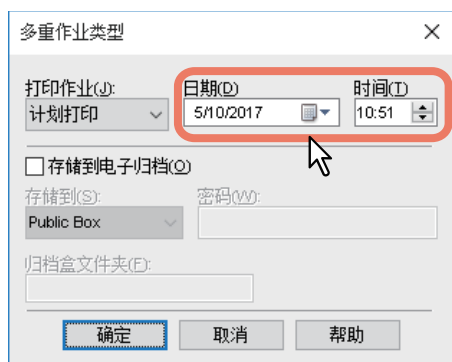 多重作业类型
打印作业(J): 日期(D) 时间(T)
计划打印 5/10/2017 10:51
存储到电子归档(O)
存储到(S): 密码(W):
Public Box
归档盒文件夹(F):
确定 取消 帮助